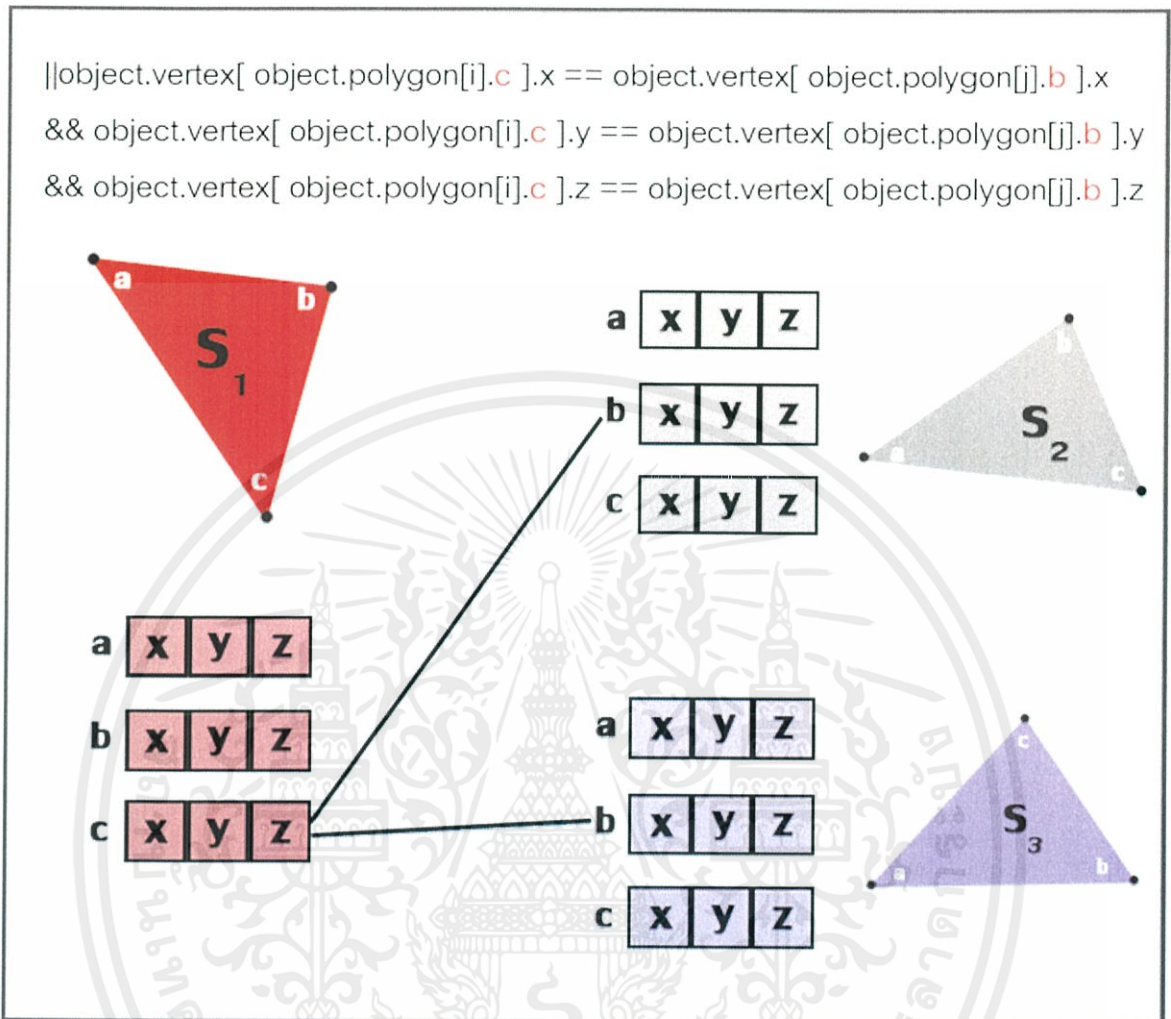 ||object.vertex[ object.polygon[i].c ].x == object.vertex[ object.polygon[j].b ].x
&& object.vertex[ object.polygon[i].c ].y == object.vertex[ object.polygon[j].b ].y
&& object.vertex[ object.polygon[i].c ].z == object.vertex[ object.polygon[j].b ].z
a
b
S1
c
a x y z
b x y z
c x y z
b
S2
a
c
a x y z
b x y z
c x y z
a x y z
b x y z
c x y z
c
S3
a
b